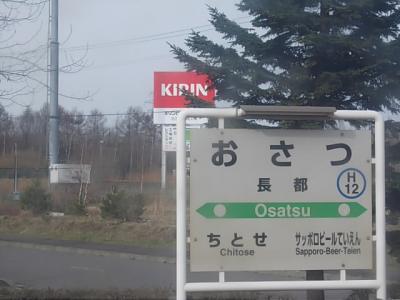 KIRIN
おさつ
長都
H
12
Osatsu
ちとせ
Chitose
サッポロビールていえん
Sapporo-Beer-Teien